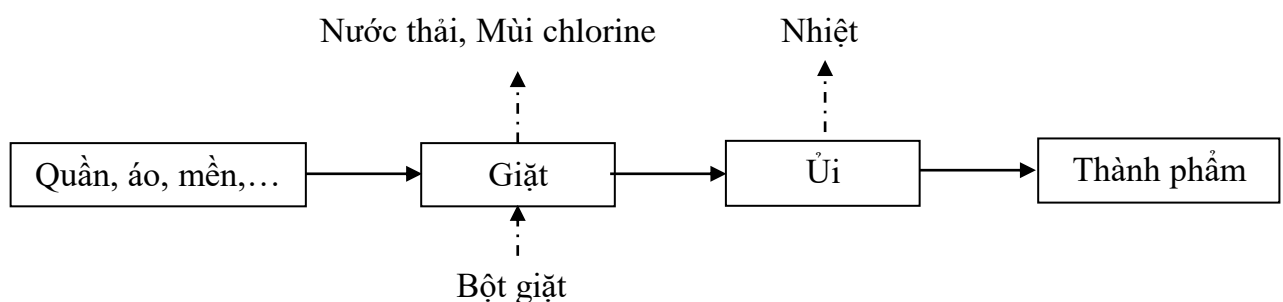 Nước thải, Mùi chlorine
Nhiệt
Quần, áo, mền,…
Giặt
Ủi
Thành phẩm
Bột giặt